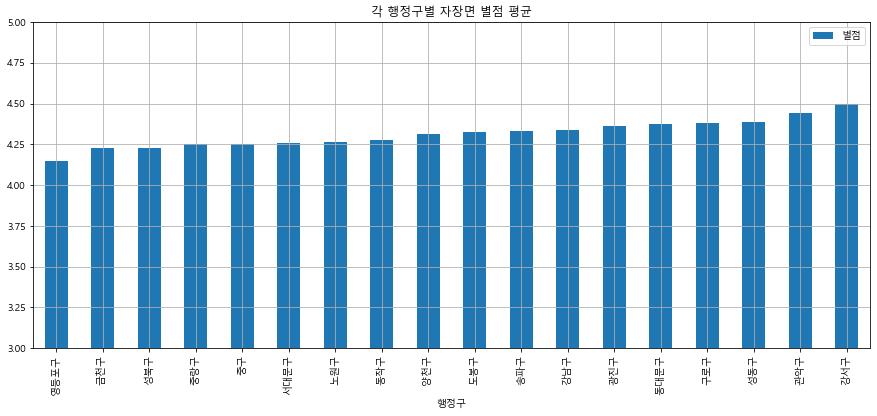 각 행정구별 자장면 별점 평균
별점
5.00
4.75
4.50
4.25
4.00
3.75
3.50
3.25
3.00
영등포구
금천구
성북구
중랑구
중구
서대문구
노원구
동작구
양천구
도봉구
송파구
강남구
광진구
동대문구
구로구
성동구
관악구
강서구
행정구